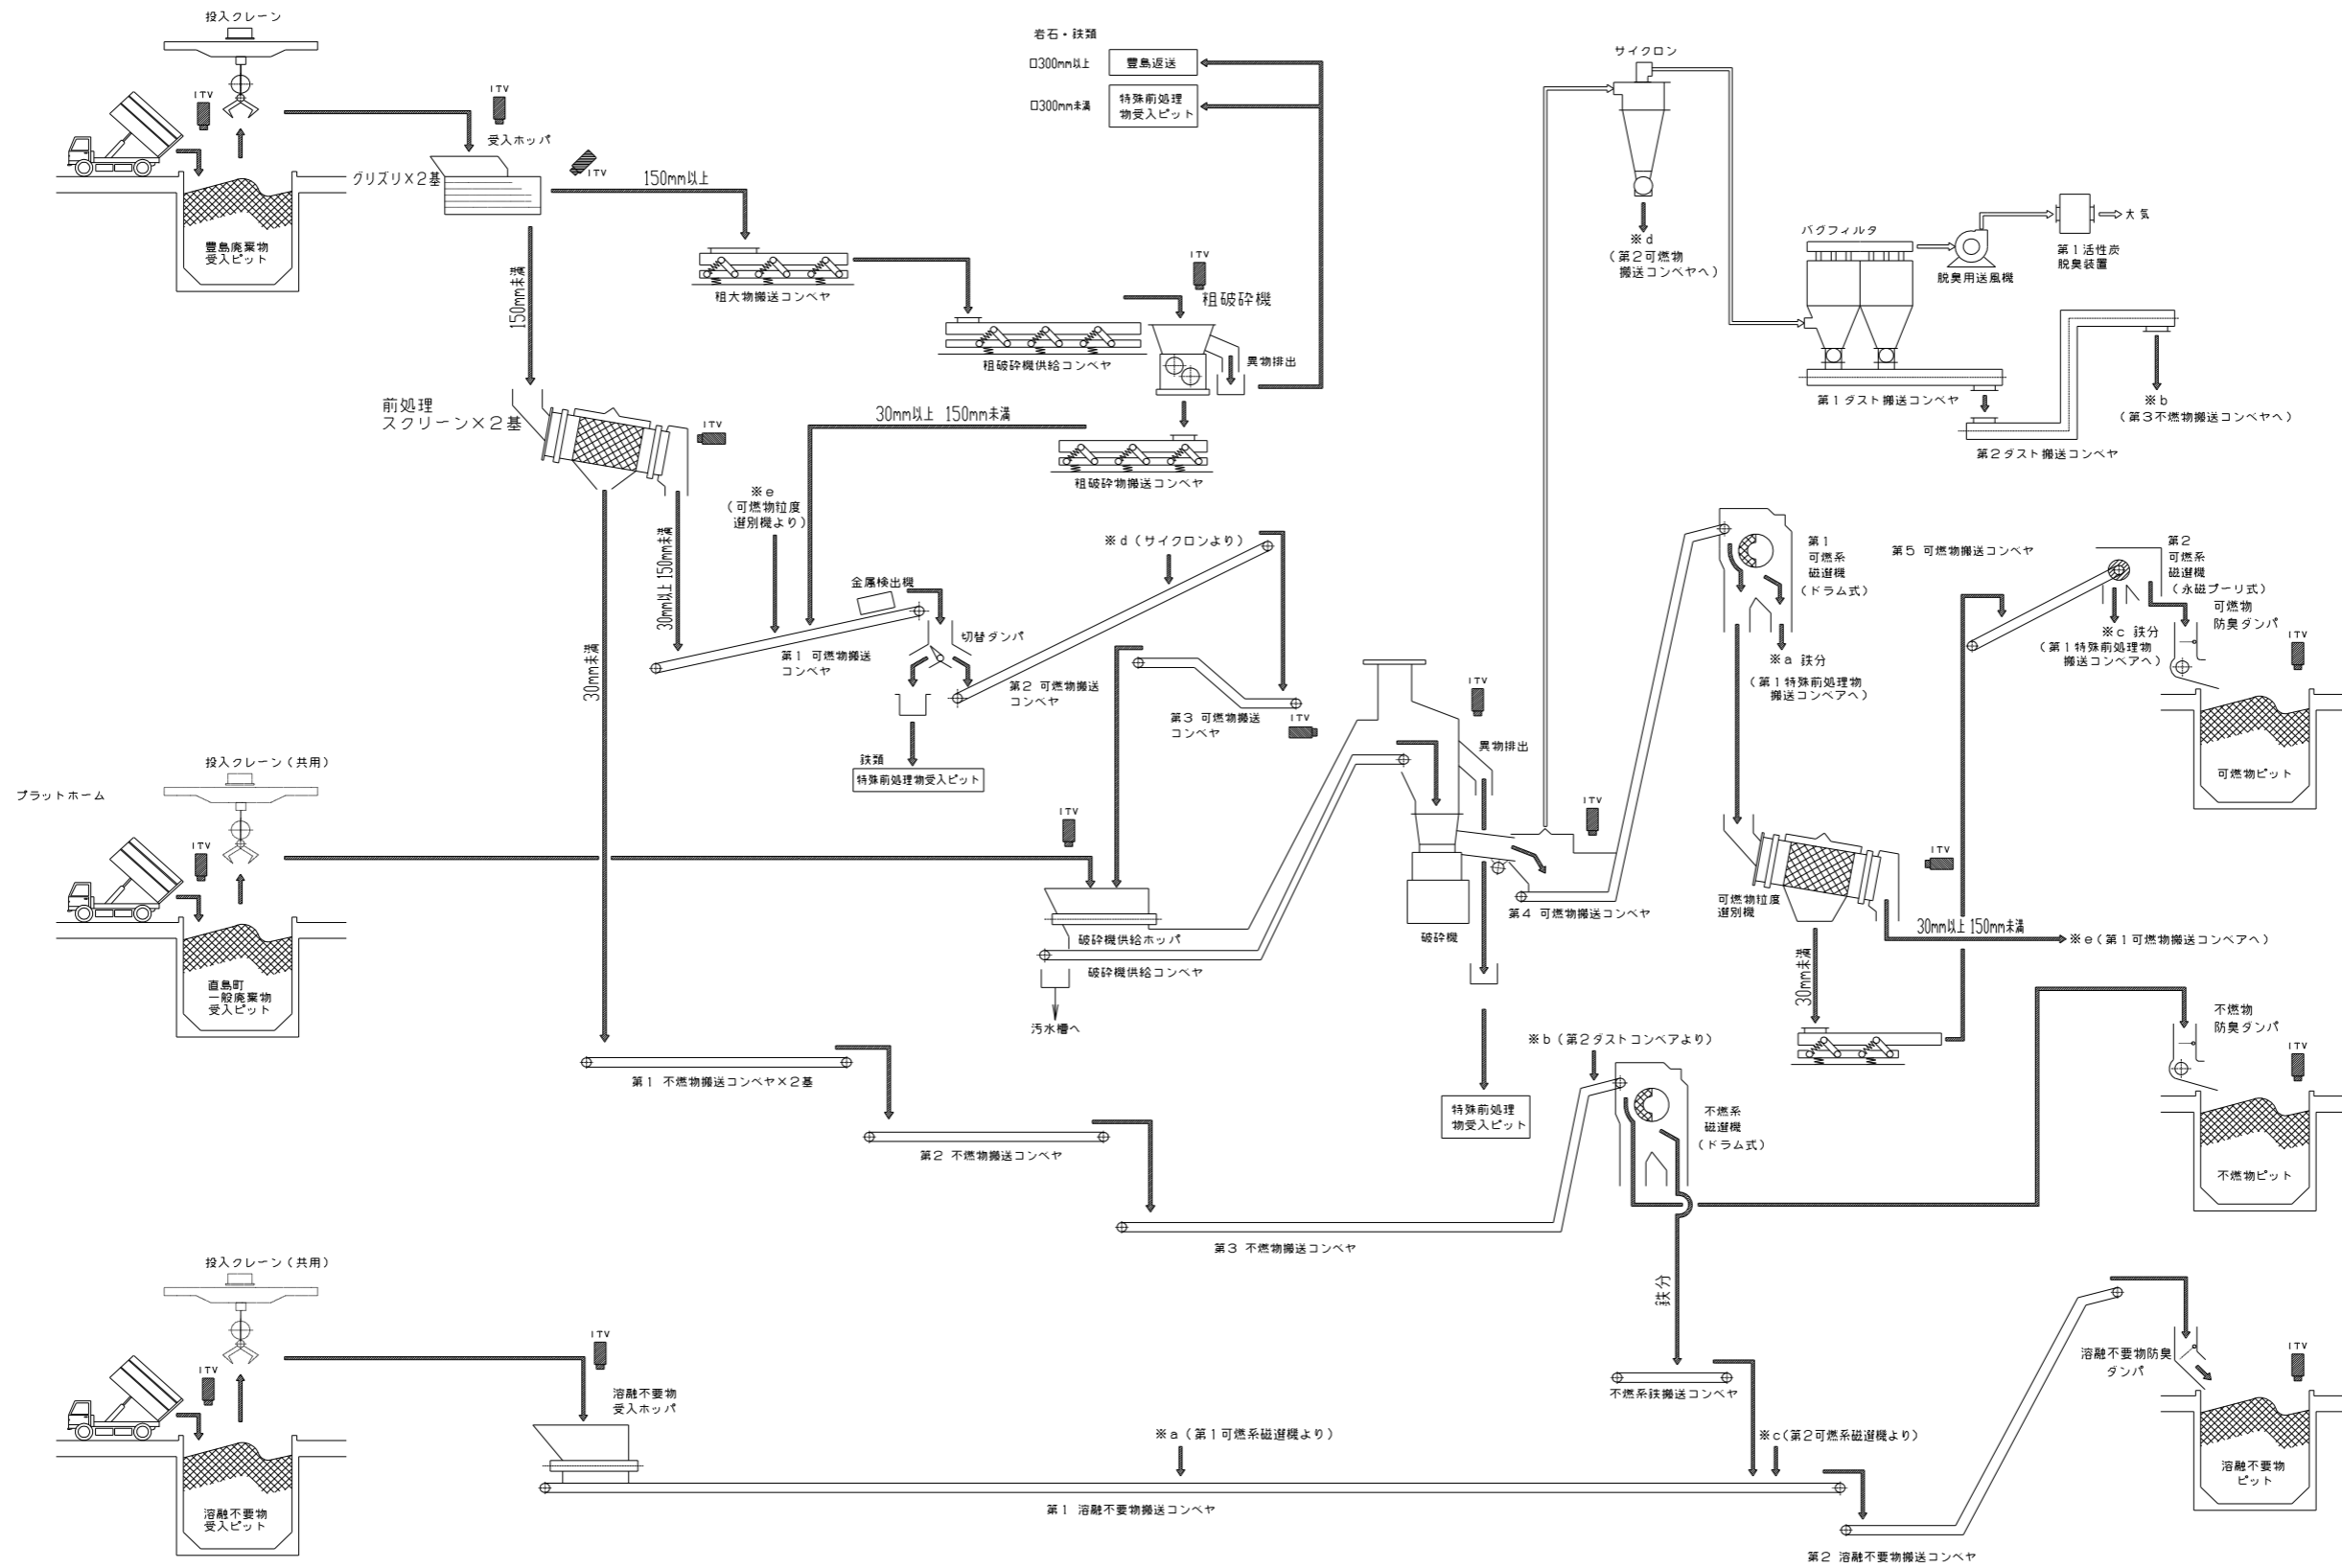 投入クレーン
ITV
ITV
受入ホッパ
グリズリ×2基
ITV
150mm以上
豊島廃棄物
受入ピット
150mm未満
粗大物搬送コンベヤ
岩石・鉄類
□300mm以上
豊島返送
□300mm未満
特殊前処理
物受入ピット
ITV
粗破砕機
粗破砕機供給コンベヤ
異物排出
サイクロン
※d
(第2可燃物
搬送コンベヤへ)
バグフィルタ
脱臭用送風機
第1活性炭
脱臭装置
大気
第1ダスト搬送コンベヤ
※b
(第3不燃物搬送コンベヤへ)
第2ダスト搬送コンベヤ
前処理
スクリーン×2基
ITV
30mm以上 150mm未満
粗破砕物搬送コンベヤ
※e
(可燃物粒度
選別機より)
30mm以上 150mm未満
30mm未満
金属検出機
切替ダンパ
第1 可燃物搬送
コンベヤ
※d(サイクロンより)
第2 可燃物搬送
コンベヤ
第3 可燃物搬送
コンベヤ
ITV
鉄類
特殊前処理物受入ピット
第1
可燃系
磁選機
(ドラム式)
※a 鉄分
(第1特殊前処理物
搬送コンベアへ)
第5 可燃物搬送コンベヤ
第2
可燃系
磁選機
(永磁プーリ式)
※c 鉄分
(第1特殊前処理物
搬送コンベアへ)
可燃物
防臭ダンパ
ITV
可燃物ピット
プラットホーム
投入クレーン(共用)
ITV
直島町
一般廃棄物
受入ピット
ITV
破砕機供給ホッパ
破砕機供給コンベヤ
汚水槽へ
ITV
異物排出
破砕機
ITV
第4 可燃物搬送コンベヤ
特殊前処理
物受入ピット
可燃物粒度
選別機
ITV
30mm以上 150mm未満
※e(第1可燃物搬送コンベアへ)
30mm未満
第1 不燃物搬送コンベヤ×2基
第2 不燃物搬送コンベヤ
第3 不燃物搬送コンベヤ
※b(第2ダストコンベアより)
不燃系
磁選機
(ドラム式)
不燃物
防臭ダンパ
ITV
不燃物ピット
鉄分
不燃系鉄搬送コンベヤ
投入クレーン(共用)
ITV
溶融不要物
受入ピット
ITV
溶融不要物
受入ホッパ
※a(第1可燃系磁選機より)
※c(第2可燃系磁選機より)
第1 溶融不要物搬送コンベヤ
第2 溶融不要物搬送コンベヤ
溶融不要物防臭
ダンパ
ITV
溶融不要物
ピット